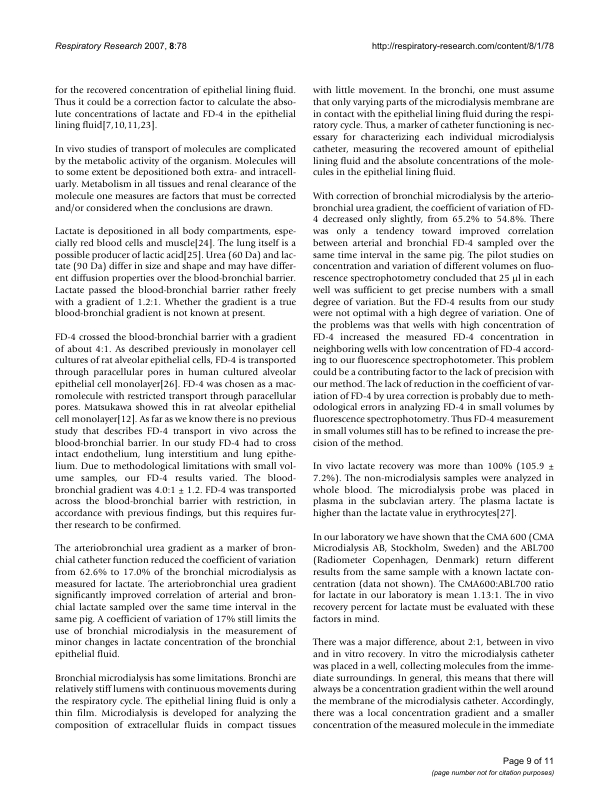 Respiratory Research 2007, 8:78
http://respiratory-research.com/content/8/1/78
for the recovered concentration of epithelial lining fluid.
Thus it could be a correction factor to calculate the abso-
lute concentrations of lactate and FD-4 in the epithelial
lining fluid[7,10,11,23].
In vivo studies of transport of molecules are complicated
by the metabolic activity of the organism. Molecules will
to some extent be depositioned both extra- and intracell-
uarly. Metabolism in all tissues and renal clearance of the
molecule one measures are factors that must be corrected
and/or considered when the conclusions are drawn.
Lactate is depositioned in all body compartments, espe-
cially red blood cells and muscle[24]. The lung itself is a
possible producer of lactic acid[25]. Urea (60 Da) and lac-
tate (90 Da) differ in size and shape and may have differ-
ent diffusion properties over the blood-bronchial barrier.
Lactate passed the blood-bronchial barrier rather freely
with a gradient of 1.2:1. Whether the gradient is a true
blood-bronchial gradient is not known at present.
FD-4 crossed the blood-bronchial barrier with a gradient
of about 4:1. As described previously in monolayer cell
cultures of rat alveolar epithelial cells, FD-4 is transported
through paracellular pores in human cultured alveolar
epithelial cell monolayer[26]. FD-4 was chosen as a mac-
romolecule with restricted transport through paracellular
pores. Matsukawa showed this in rat alveolar epithelial
cell monolayer[12]. As far as we know there is no previous
study that describes FD-4 transport in vivo across the
blood-bronchial barrier. In our study FD-4 had to cross
intact endothelium, lung interstitium and lung epithe-
lium. Due to methodological limitations with small vol-
ume samples, our FD-4 results varied. The blood-
bronchial gradient was 4.0:1 ± 1.2. FD-4 was transported
across the blood-bronchial barrier with restriction, in
accordance with previous findings, but this requires fur-
ther research to be confirmed.
The arteriobronchial urea gradient as a marker of bron-
chial catheter function reduced the coefficient of variation
from 62.6% to 17.0% of the bronchial microdialysis as
measured for lactate. The arteriobronchial urea gradient
significantly improved correlation of arterial and bron-
chial lactate sampled over the same time interval in the
same pig. A coefficient of variation of 17% still limits the
use of bronchial microdialysis in the measurement of
minor changes in lactate concentration of the bronchial
epithelial fluid.
Bronchial microdialysis has some limitations. Bronchi are
relatively stiff lumens with continuous movements during
the respiratory cycle. The epithelial lining fluid is only a
thin film. Microdialysis is developed for analyzing the
composition of extracellular fluids in compact tissues
with little movement. In the bronchi, one must assume
that only varying parts of the microdialysis membrane are
in contact with the epithelial lining fluid during the respi-
ratory cycle. Thus, a marker of catheter functioning is nec-
essary for characterizing each individual microdialysis
catheter, measuring the recovered amount of epithelial
lining fluid and the absolute concentrations of the mole-
cules in the epithelial lining fluid.
With correction of bronchial microdialysis by the arterio-
bronchial urea gradient, the coefficient of variation of FD-
4 decreased only slightly, from 65.2% to 54.8%. There
was only a tendency toward improved correlation
between arterial and bronchial FD-4 sampled over the
same time interval in the same pig. The pilot studies on
concentration and variation of different volumes on fluo-
rescence spectrophotometry concluded that 25 μl in each
well was sufficient to get precise numbers with a small
degree of variation. But the FD-4 results from our study
were not optimal with a high degree of variation. One of
the problems was that wells with high concentration of
FD-4 increased the measured FD-4 concentration in
neighboring wells with low concentration of FD-4 accord-
ing to our fluorescence spectrophotometer. This problem
could be a contributing factor to the lack of precision with
our method. The lack of reduction in the coefficient of var-
iation of FD-4 by urea correction is probably due to meth-
odological errors in analyzing FD-4 in small volumes by
fluorescence spectrophotometry. Thus FD-4 measurement
in small volumes still has to be refined to increase the pre-
cision of the method.
In vivo lactate recovery was more than 100% (105.9 ±
7.2%). The non-microdialysis samples were analyzed in
whole blood. The microdialysis probe was placed in
plasma in the subclavian artery. The plasma lactate is
higher than the lactate value in erythrocytes[27].
In our laboratory we have shown that the CMA 600 (CMA
Microdialysis AB, Stockholm, Sweden) and the ABL700
(Radiometer Copenhagen, Denmark) return different
results from the same sample with a known lactate con-
centration (data not shown). The CMA600:ABL700 ratio
for lactate in our laboratory is mean 1.13:1. The in vivo
recovery percent for lactate must be evaluated with these
factors in mind.
There was a major difference, about 2:1, between in vivo
and in vitro recovery. In vitro the microdialysis catheter
was placed in a well, collecting molecules from the imme-
diate surroundings. In general, this means that there will
always be a concentration gradient within the well around
the membrane of the microdialysis catheter. Accordingly,
there was a local concentration gradient and a smaller
concentration of the measured molecule in the immediate
Page 9 of 11
(page number not for citation purposes)